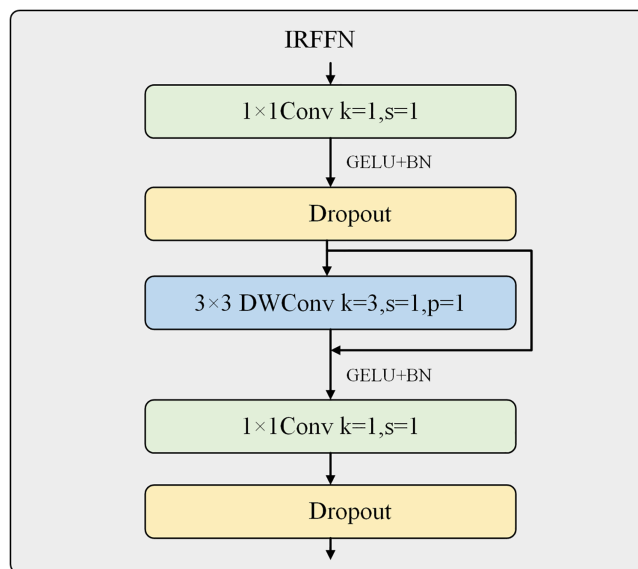 IRFFN
1×1Conv k=1,s=1
GELU+BN
Dropout
3×3 DWConv k=3,s=1,p=1
GELU+BN
1×1Conv k=1,s=1
Dropout